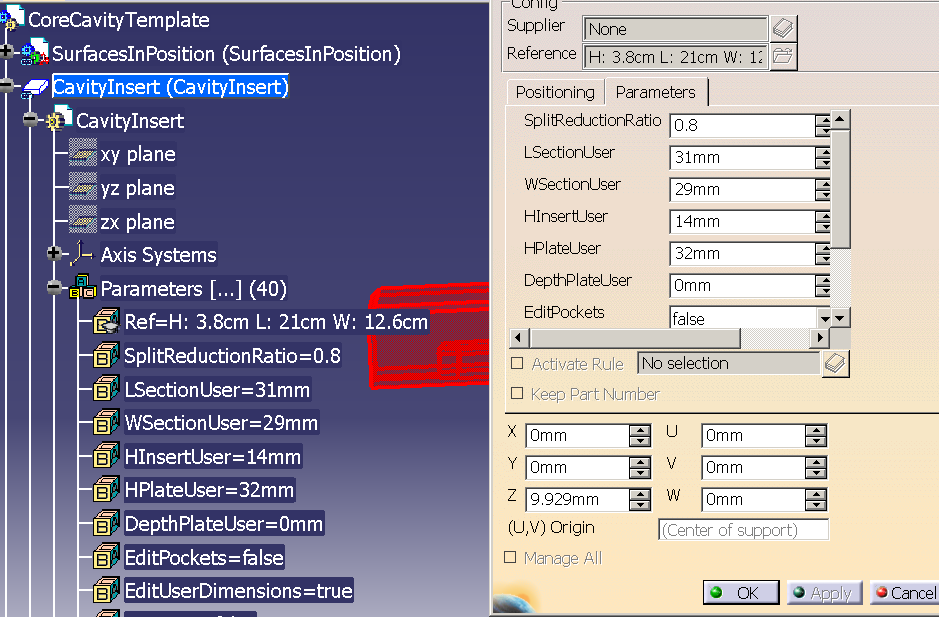 CoreCavityTemplate
SurfacesInPosition (SurfacesInPosition)
CavityInsert (CavityInsert)
CavityInsert
xy plane
yz plane
zx plane
Axis Systems
Parameters [...] (40)
Ref=H: 3.8cm L: 21cm W: 12.6cm
SplitReductionRatio=0.8
LSectionUser=31mm
WSectionUser=29mm
HInsertUser=14mm
HPlateUser=32mm
DepthPlateUser=0mm
EditPockets=false
EditUserDimensions=true
Config
Supplier None
Reference H: 3.8cm L: 21cm W: 12
Positioning Parameters
SplitReductionRatio 0.8
LSectionUser 31mm
WSectionUser 29mm
HInsertUser 14mm
HPlateUser 32mm
DepthPlateUser 0mm
EditPockets false
Activate Rule No selection
Keep Part Number
X 0mm U 0mm
Y 0mm V 0mm
Z 9.929mm W 0mm
(U,V) Origin (Center of support)
Manage All
OK Apply Cancel